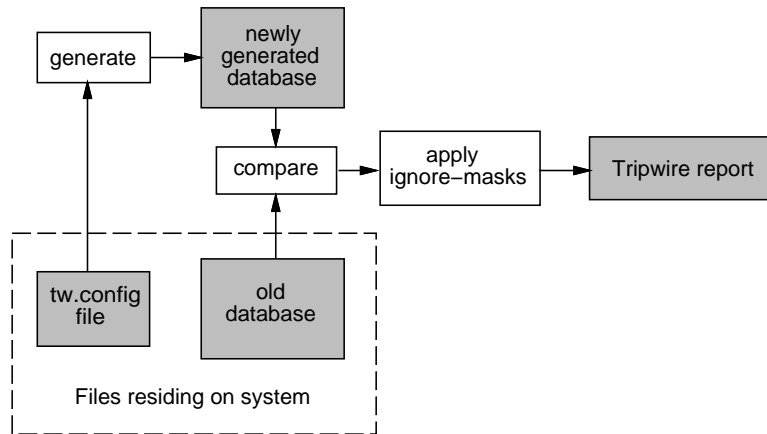 generate
newly
generated
database
compare
apply
ignore−masks
Tripwire report
tw.config
file
old
database
Files residing on system